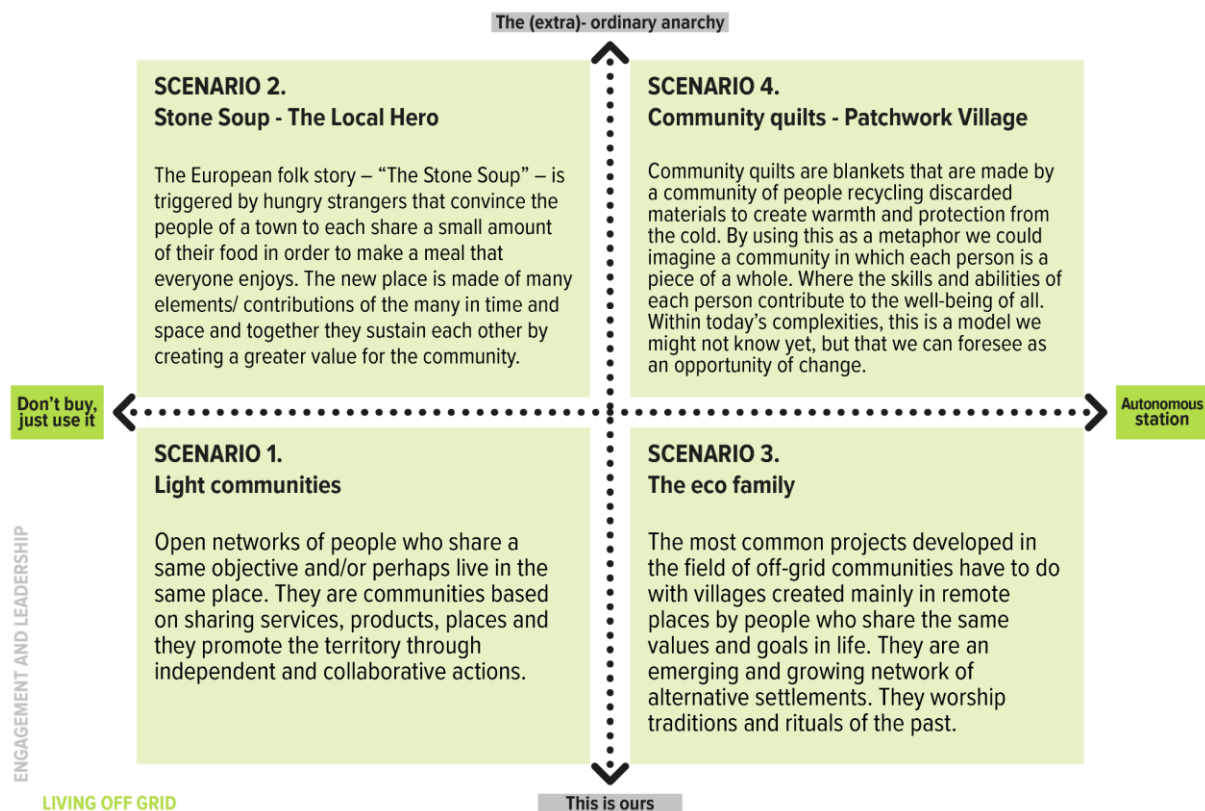 The (extra)- ordinary anarchy
SCENARIO 2.
Stone Soup - The Local Hero
The European folk story – “The Stone Soup” – is
triggered by hungry strangers that convince the
people of a town to each share a small amount
of their food in order to make a meal that
everyone enjoys. The new place is made of many
elements/ contributions of the many in time and
space and together they sustain each other by
creating a greater value for the community.
SCENARIO 4.
Community quilts - Patchwork Village
Community quilts are blankets that are made by
a community of people recycling discarded
materials to create warmth and protection from
the cold. By using this as a metaphor we could
imagine a community in which each person is a
piece of a whole. Where the skills and abilities of
each person contribute to the well-being of all.
Within today’s complexities, this is a model we
might not know yet, but that we can foresee as
an opportunity of change.
Don’t buy,
just use it
Autonomous
station
SCENARIO 1.
Light communities
Open networks of people who share a
same objective and/or perhaps live in the
same place. They are communities based
on sharing services, products, places and
they promote the territory through
independent and collaborative actions.
SCENARIO 3.
The eco family
The most common projects developed in
the field of off-grid communities have to do
with villages created mainly in remote
places by people who share the same
values and goals in life. They are an
emerging and growing network of
alternative settlements. They worship
traditions and rituals of the past.
ENGAGEMENT AND LEADERSHIP
LIVING OFF GRID
This is ours